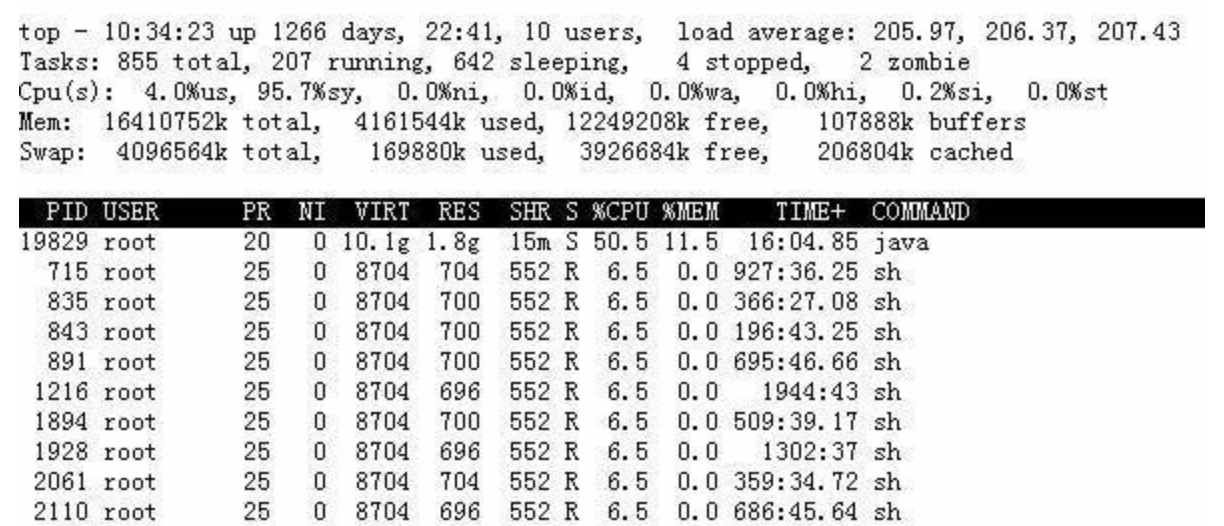 top - 10:34:23 up 1266 days, 22:41, 10 users, load average: 205.97, 206.37, 207.43
Tasks: 855 total, 207 running, 642 sleeping, 4 stopped, 2 zombie
Cpu(s): 4.0%us, 95.7%sy, 0.0%ni, 0.0%id, 0.0%wa, 0.0%hi, 0.2%si, 0.0%st
Mem: 16410752k total, 4161544k used, 12249208k free, 107888k buffers
Swap: 4096564k total, 169880k used, 3926684k free, 206804k cached
PID USER PR NI VIRT RES SHR S %CPU %MEM TIME+ COMMAND
19829 root 20 0 10.1g 1.8g 15m S 50.5 11.5 16:04.85 java
715 root 25 0 8704 704 552 R 6.5 0.0 927:36.25 sh
835 root 25 0 8704 700 552 R 6.5 0.0 366:27.08 sh
843 root 25 0 8704 700 552 R 6.5 0.0 196:43.25 sh
891 root 25 0 8704 700 552 R 6.5 0.0 695:46.66 sh
1216 root 25 0 8704 696 552 R 6.5 0.0 1944:43 sh
1894 root 25 0 8704 700 552 R 6.5 0.0 509:39.17 sh
1928 root 25 0 8704 696 552 R 6.5 0.0 1302:37 sh
2061 root 25 0 8704 704 552 R 6.5 0.0 359:34.72 sh
2110 root 25 0 8704 696 552 R 6.5 0.0 686:45.64 sh